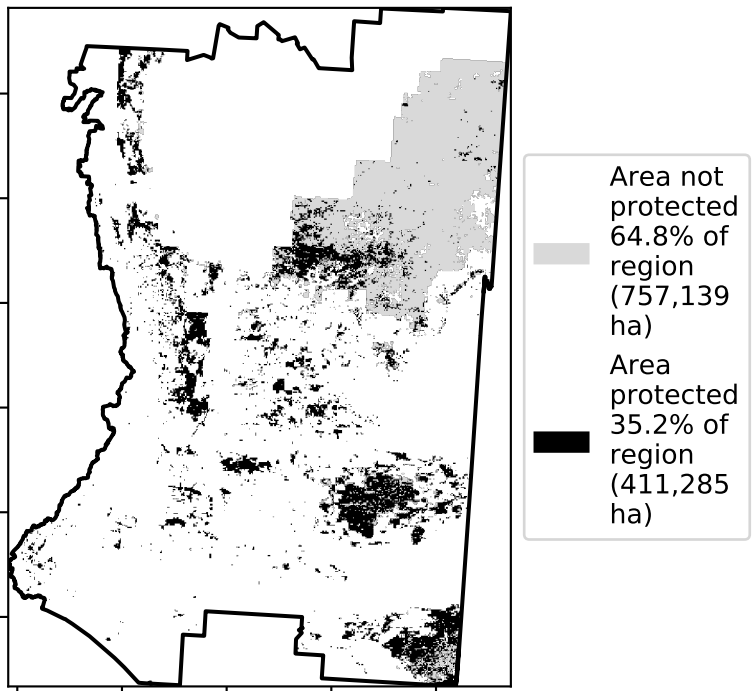 Area not
protected
64.8% of
region
(757,139
ha)
Area
protected
35.2% of
region
(411,285
ha)